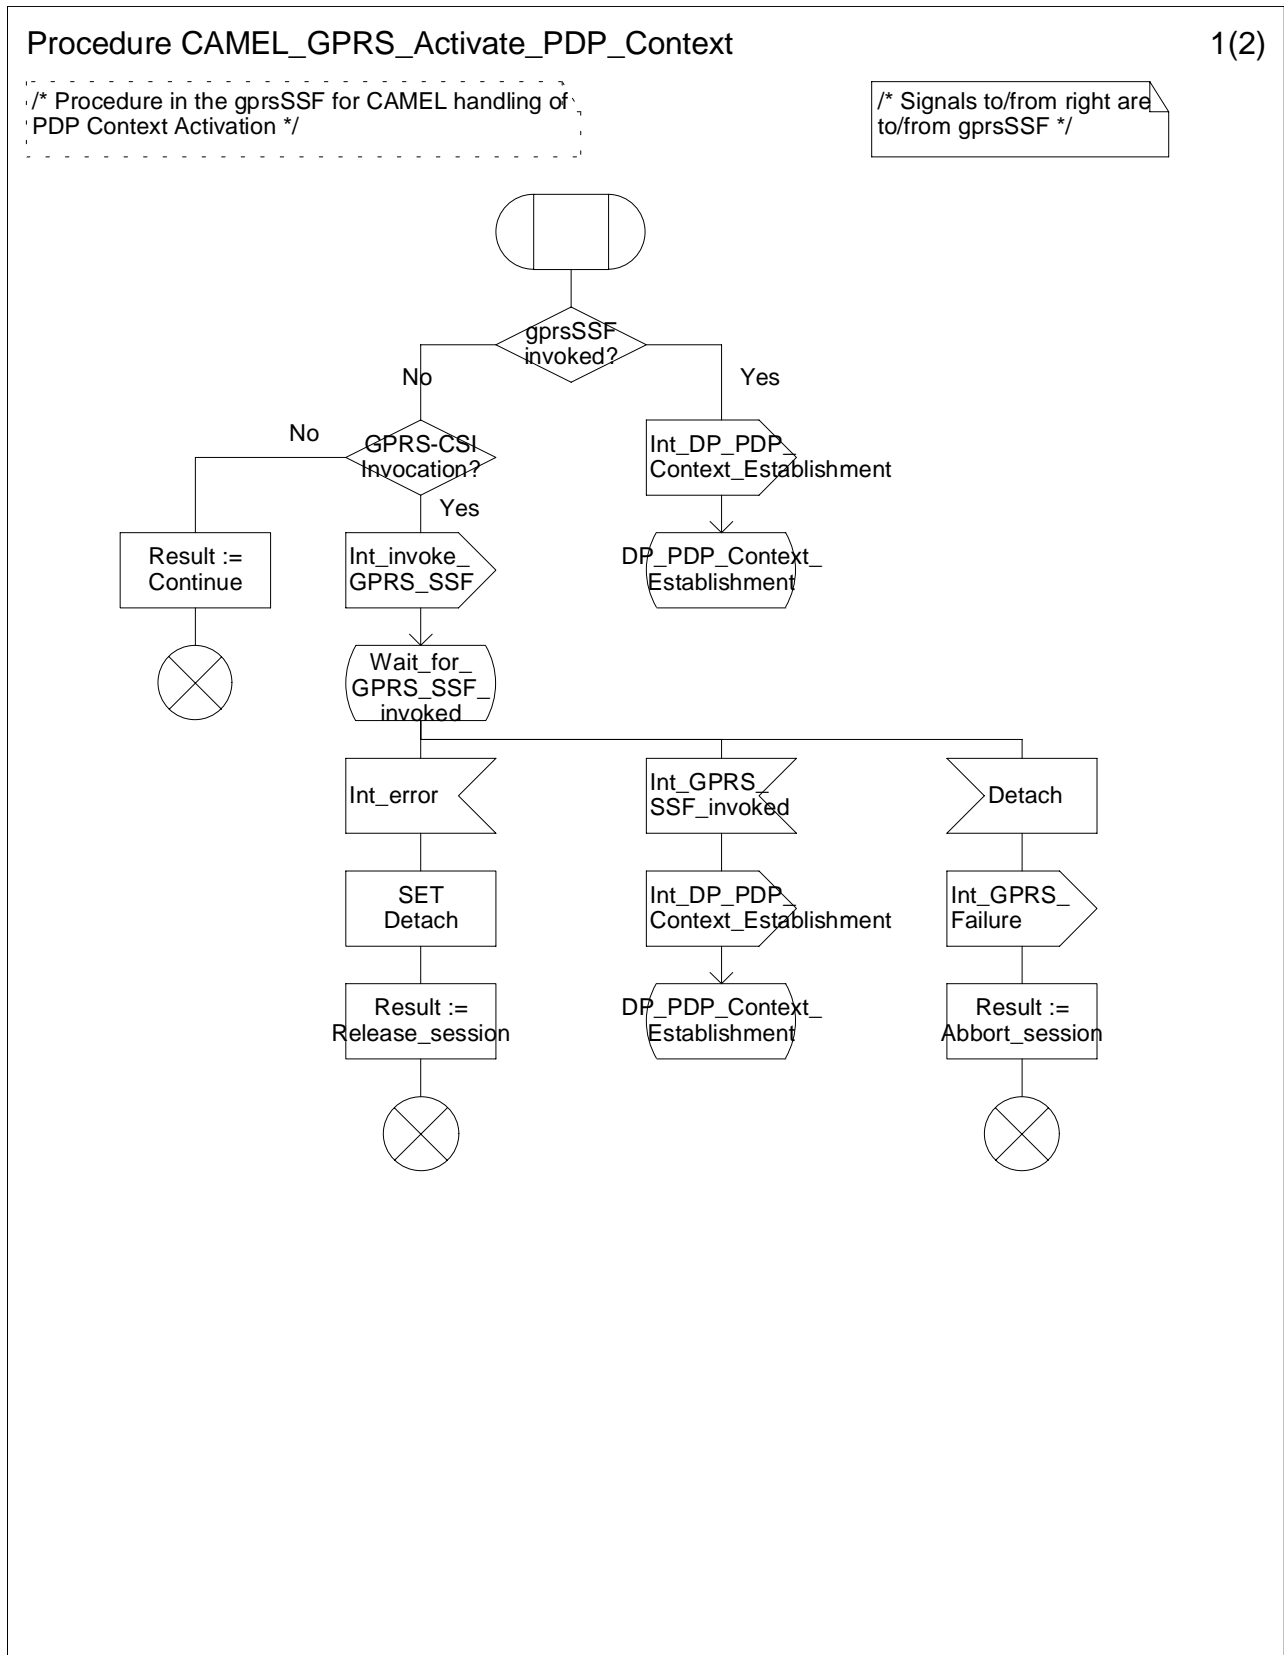 Procedure CAMEL_GPRS_Activate_PDP_Context
1(2)
/* Procedure in the gprsSSF for CAMEL handling of
PDP Context Activation */
/* Signals to/from right are
to/from gprsSSF */
gprsSSF
invoked?
No
Yes
No
GPRS-CSI
Invocation?
Int_DP_PDP_
Context_Establishment
Yes
Result :=
Continue
Int_invoke_
GPRS_SSF
DP_PDP_Context_
Establishment
Wait_for_
GPRS_SSF_
invoked
Int_error
Int_GPRS_
SSF_invoked
Detach
SET
Detach
Int_DP_PDP_
Context_Establishment
Int_GPRS_
Failure
Result :=
Release_session
DP_PDP_Context_
Establishment
Result :=
Abbort_session